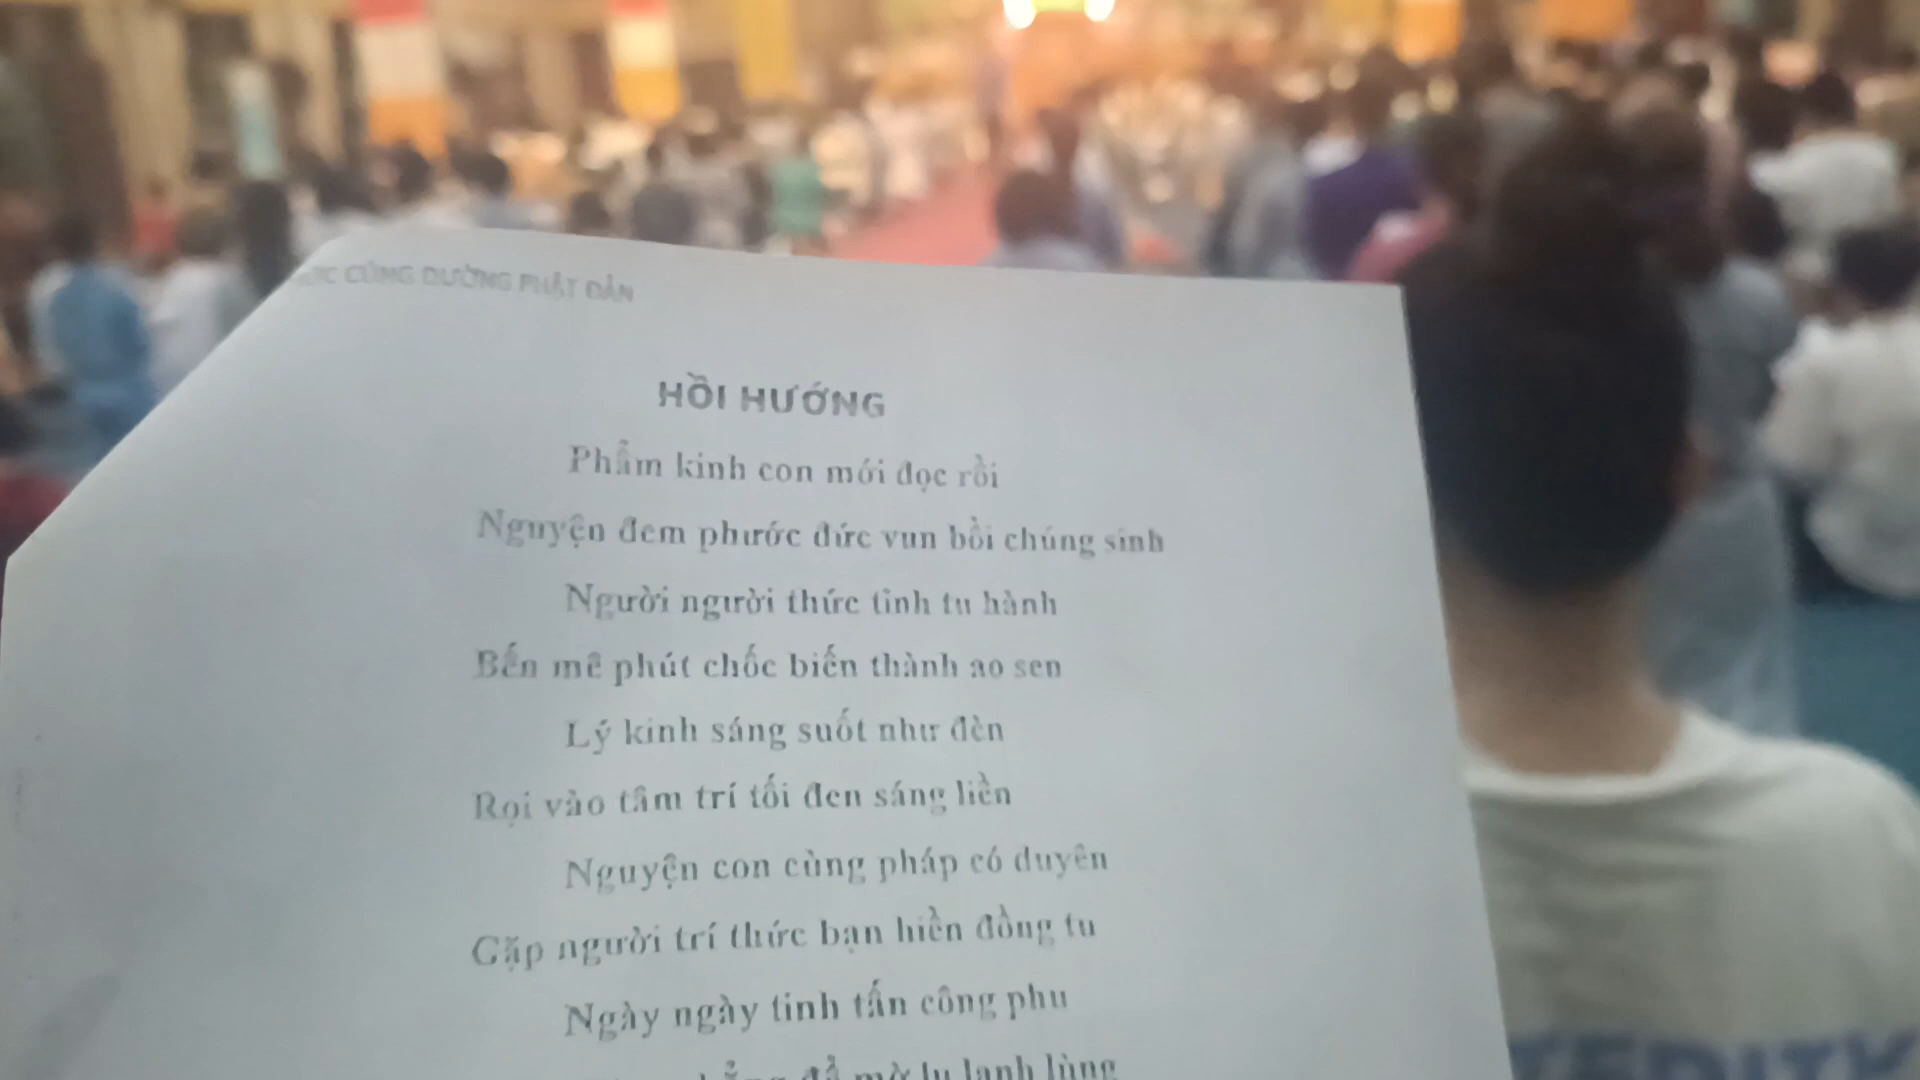 CÚNG DƯỜNG PHẬT ĐẢN
HỒI HƯỚNG
Phẩm kinh con mới đọc rồi
Nguyện đem phước đức vun bồi chúng sinh
Người người thức tỉnh tu hành
Bến mê phút chốc biến thành ao sen
Lý kinh sáng suốt như đèn
Rọi vào tâm trí tối đen sáng liền
Nguyện con cùng pháp có duyên
Gặp người trí thức bạn hiền đồng tu
Ngày ngày tinh tấn công phu
lạnh lùng